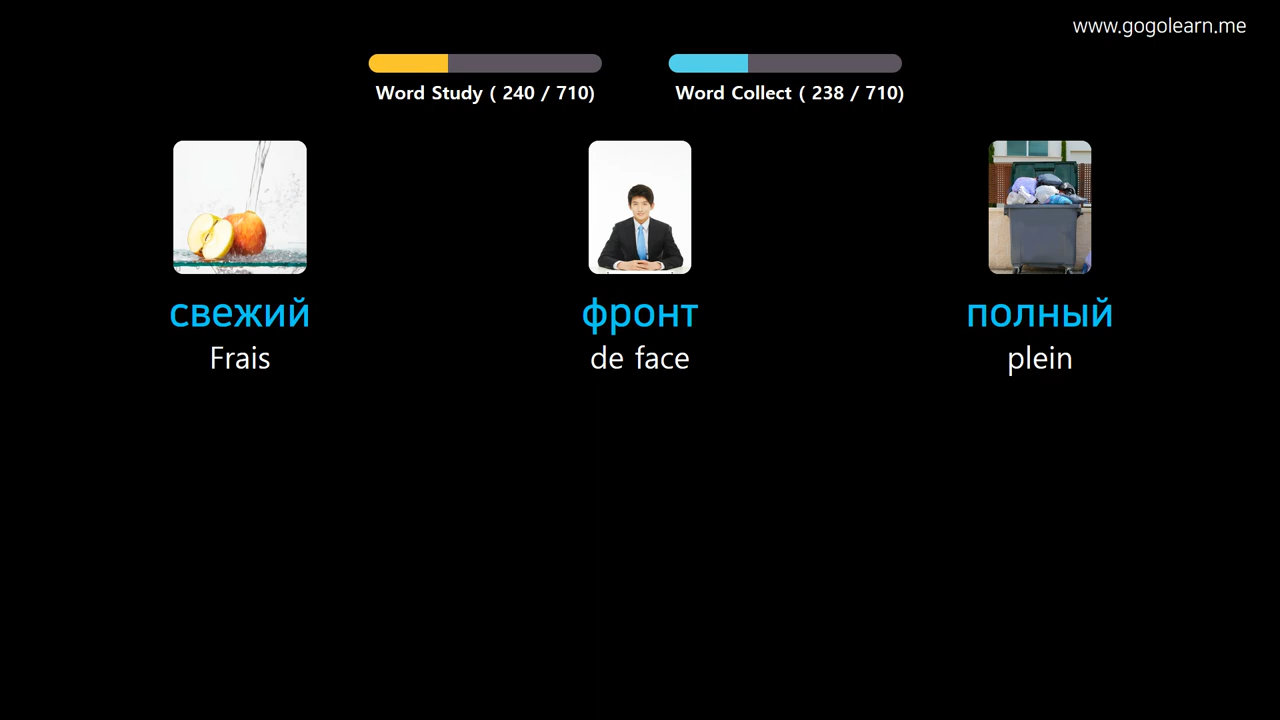 www.gogolearn.me
Word Study ( 240 / 710)
Word Collect ( 238 / 710)
свежий
Frais
фронт
de face
полный
plein